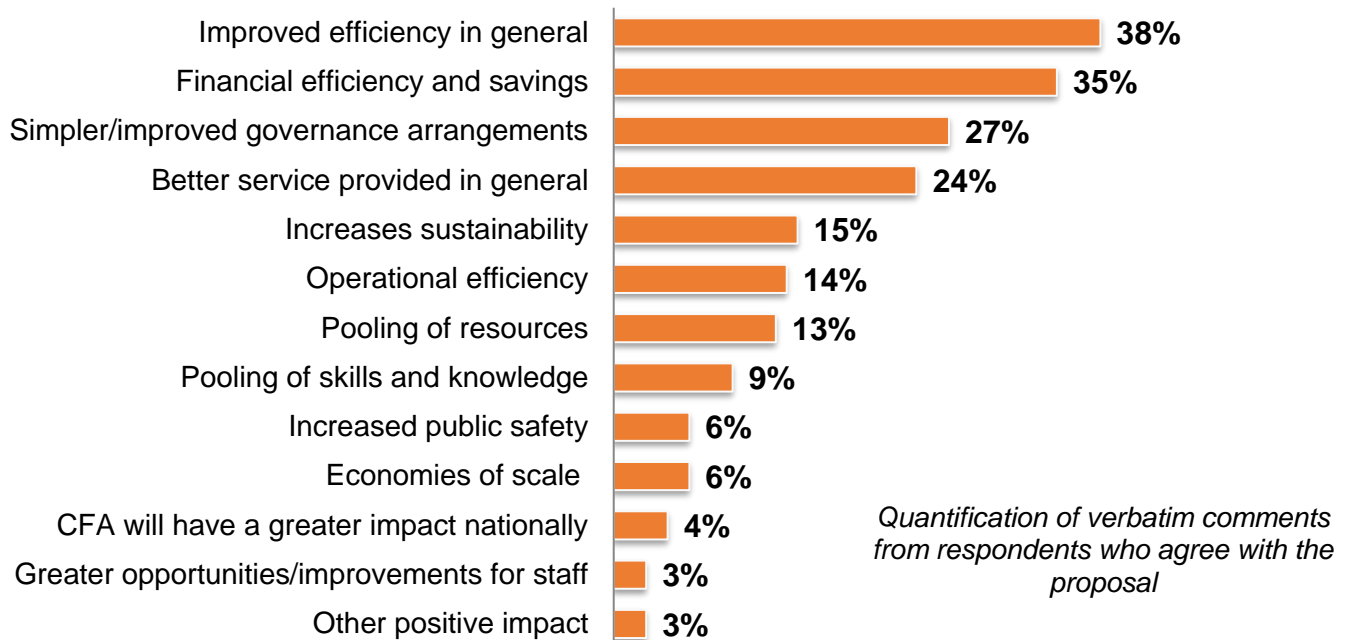 Improved efficiency in general 38%
Financial efficiency and savings 35%
Simpler/improved governance arrangements 27%
Better service provided in general 24%
Increases sustainability 15%
Operational efficiency 14%
Pooling of resources 13%
Pooling of skills and knowledge 9%
Increased public safety 6%
Economies of scale 6%
CFA will have a greater impact nationally 4%
Greater opportunities/improvements for staff 3%
Other positive impact 3%
Quantification of verbatim comments
from respondents who agree with the
proposal